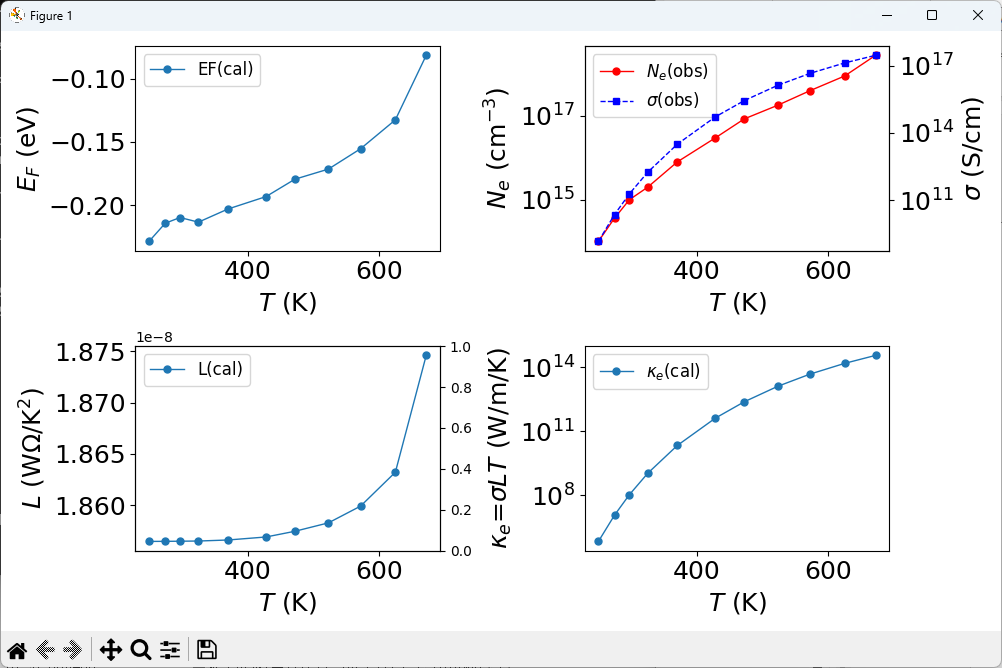 Figure 1
EF(cal)
−0.10
−0.15
−0.20
E_F (eV)
400
600
T (K)
N_e(obs)
σ(obs)
10^17
10^15
N_e (cm^−3)
10^17
10^14
10^11
σ (S/cm)
400
600
T (K)
1e−8
L(cal)
1.875
1.870
1.865
1.860
L (WΩ/K^2)
1.0
0.8
0.6
0.4
0.2
0.0
400
600
T (K)
κ_e(cal)
10^14
10^11
10^8
κ_e=σLT (W/m/K)
400
600
T (K)